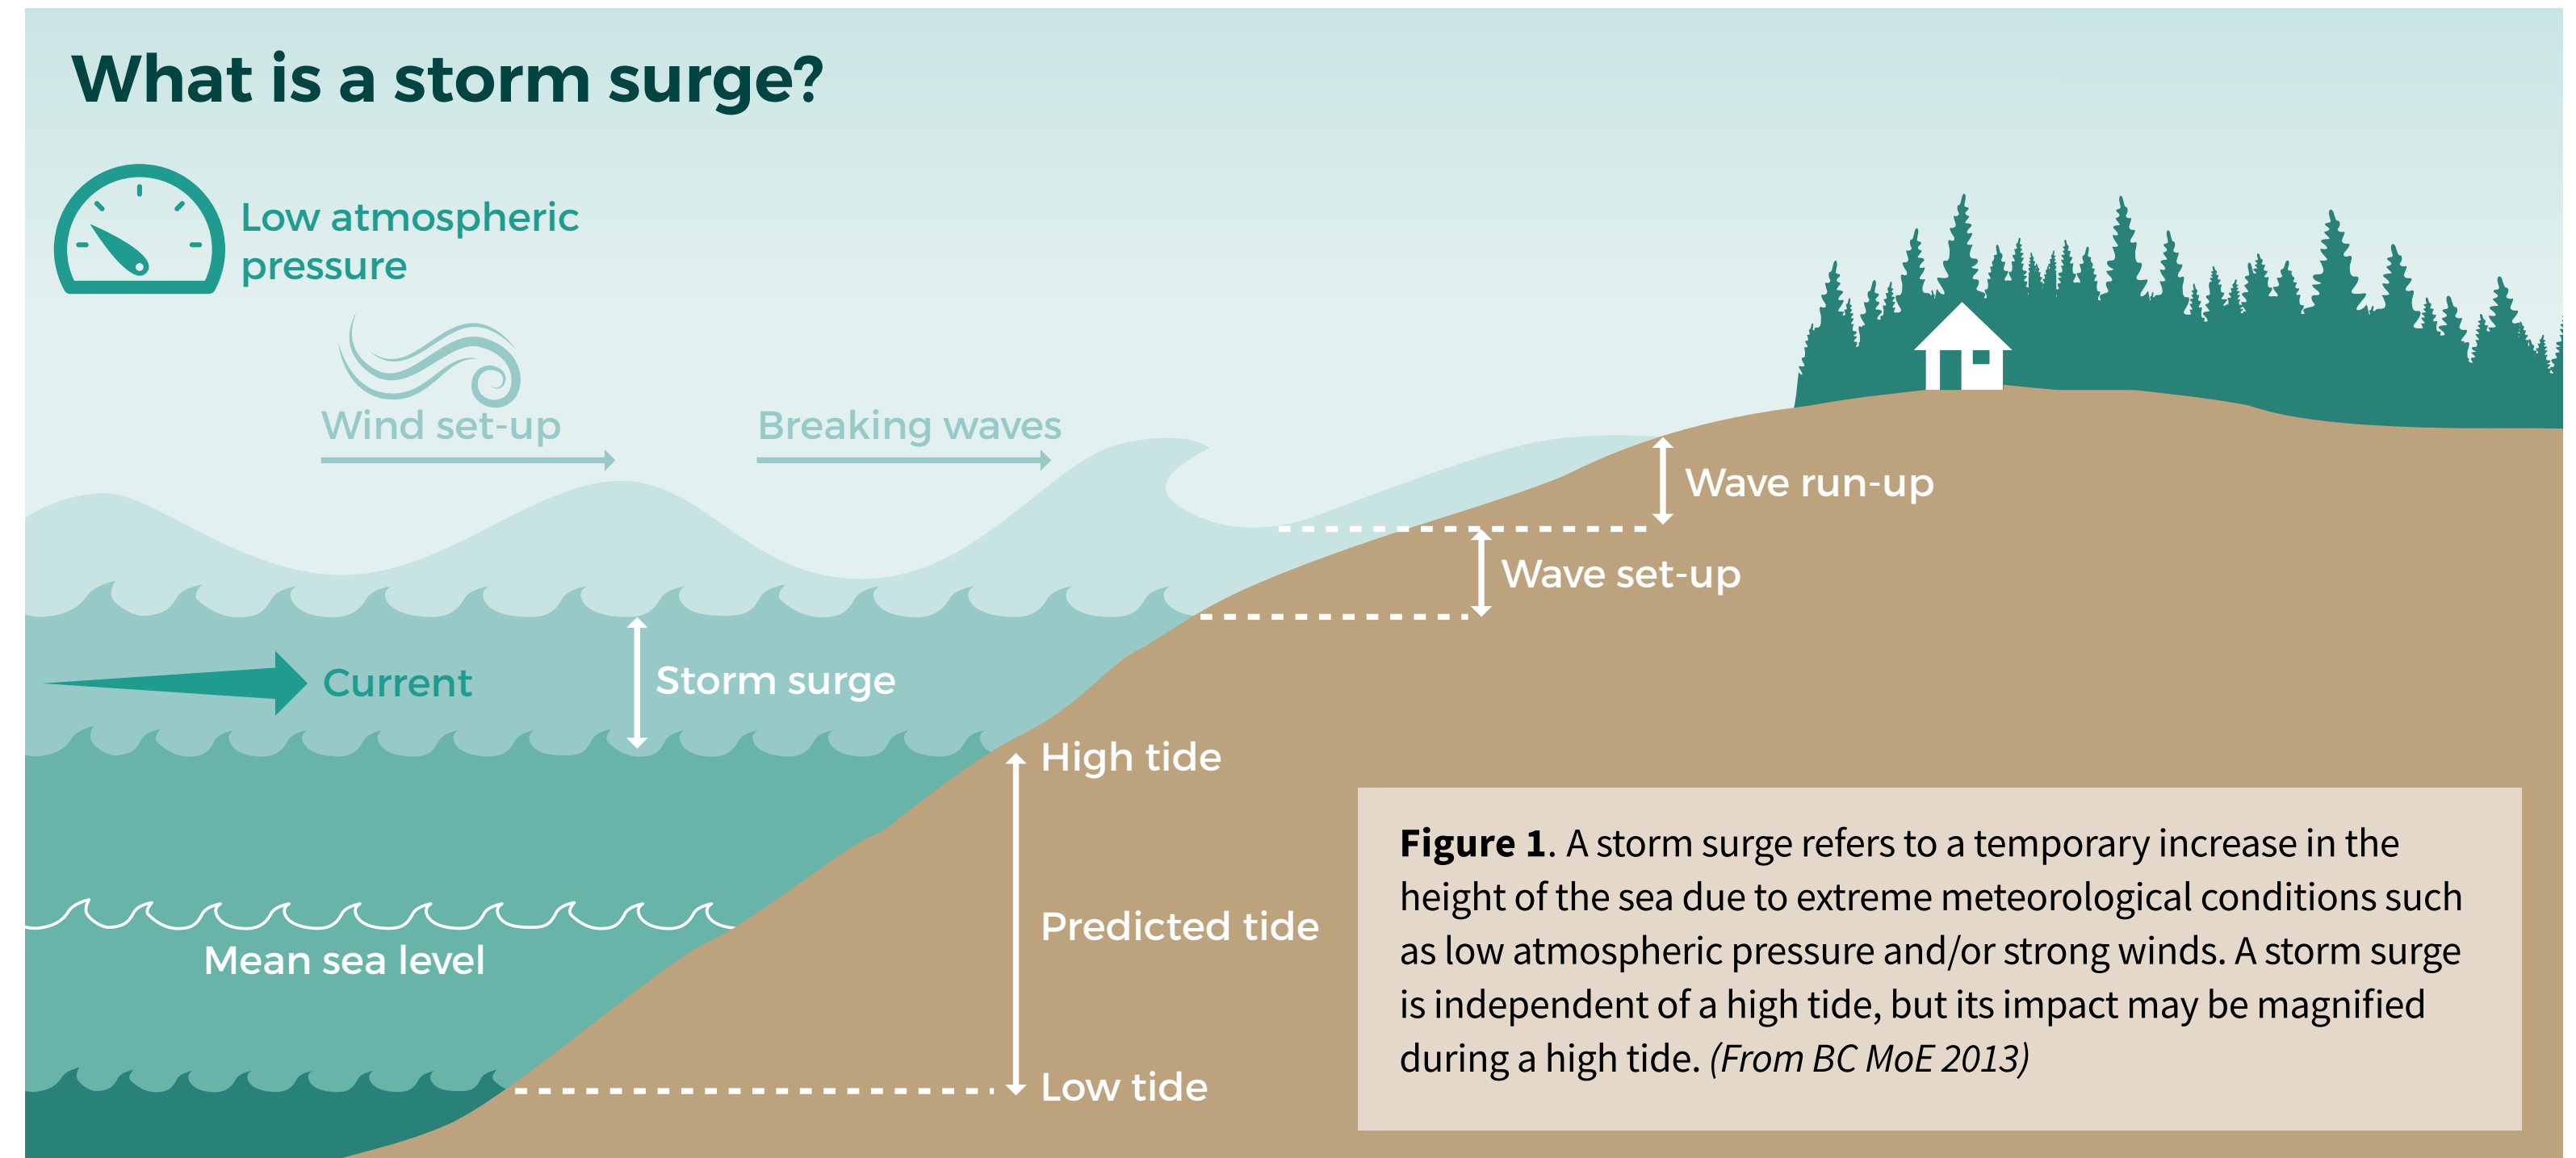 What is a storm surge?
Low atmospheric
pressure
Wind set-up
Breaking waves
Wave run-up
Wave set-up
Current
Storm surge
High tide
Predicted tide
Mean sea level
Low tide
Figure 1. A storm surge refers to a temporary increase in the
height of the sea due to extreme meteorological conditions such
as low atmospheric pressure and/or strong winds. A storm surge
is independent of a high tide, but its impact may be magnified
during a high tide. (From BC MoE 2013)